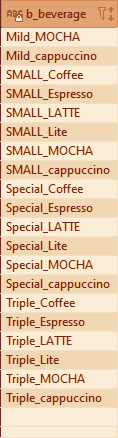 ABC b_beverage
Mild_MOCHA
Mild_cappuccino
SMALL_Coffee
SMALL_Espresso
SMALL_LATTE
SMALL_Lite
SMALL_MOCHA
SMALL_cappuccino
Special_Coffee
Special_Espresso
Special_LATTE
Special_Lite
Special_MOCHA
Special_cappuccino
Triple_Coffee
Triple_Espresso
Triple_LATTE
Triple_Lite
Triple_MOCHA
Triple_cappuccino